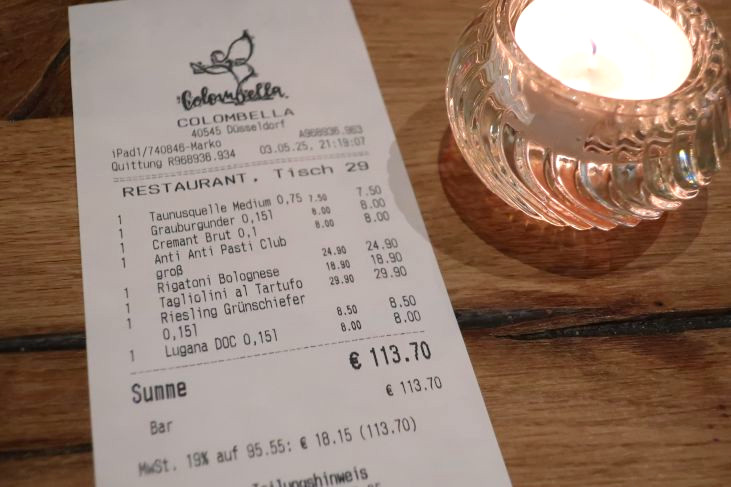 Colombella
COLOMBELLA
40545 Düsseldorf
iPad1/740846-Marko A968936.963
Quittung R968936.934 03.05.25, 21:19:07
RESTAURANT, Tisch 29
1 Taunusquelle Medium 0,75 7.50 7.50
1 Grauburgunder 0,15l 8.00 8.00
1 Cremant Brut 0,1 8.00 8.00
1 Anti Anti Pasti Club
groß 24.90 24.90
1 Rigatoni Bolognese 18.90 18.90
1 Tagliolini al Tartufo 29.90 29.90
1 Riesling Grünschiefer
0,15l 8.50 8.50
1 Lugana DOC 0,15l 8.00 8.00
Summe € 113.70
Bar € 113.70
MwSt. 19% auf 95.55: € 18.15 (113.70)